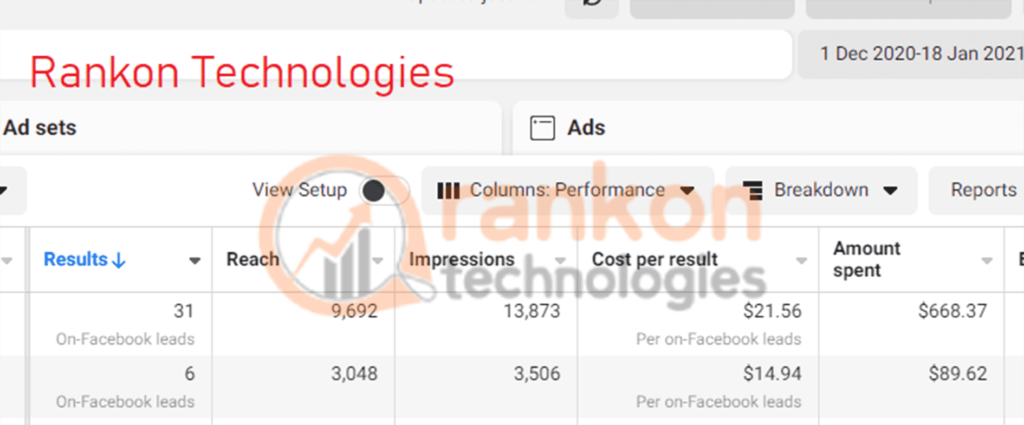 1 Dec 2020-18 Jan 2021
Rankon Technologies
Ad sets
Ads
View Setup
Columns: Performance
Breakdown
Reports
rankon
technologies
Results↓
Reach
Impressions
Cost per result
Amount
spent
31
9,692
13,873
$21.56
$668.37
On-Facebook leads
Per on-Facebook leads
6
3,048
3,506
$14.94
$89.62
On-Facebook leads
Per on-Facebook leads